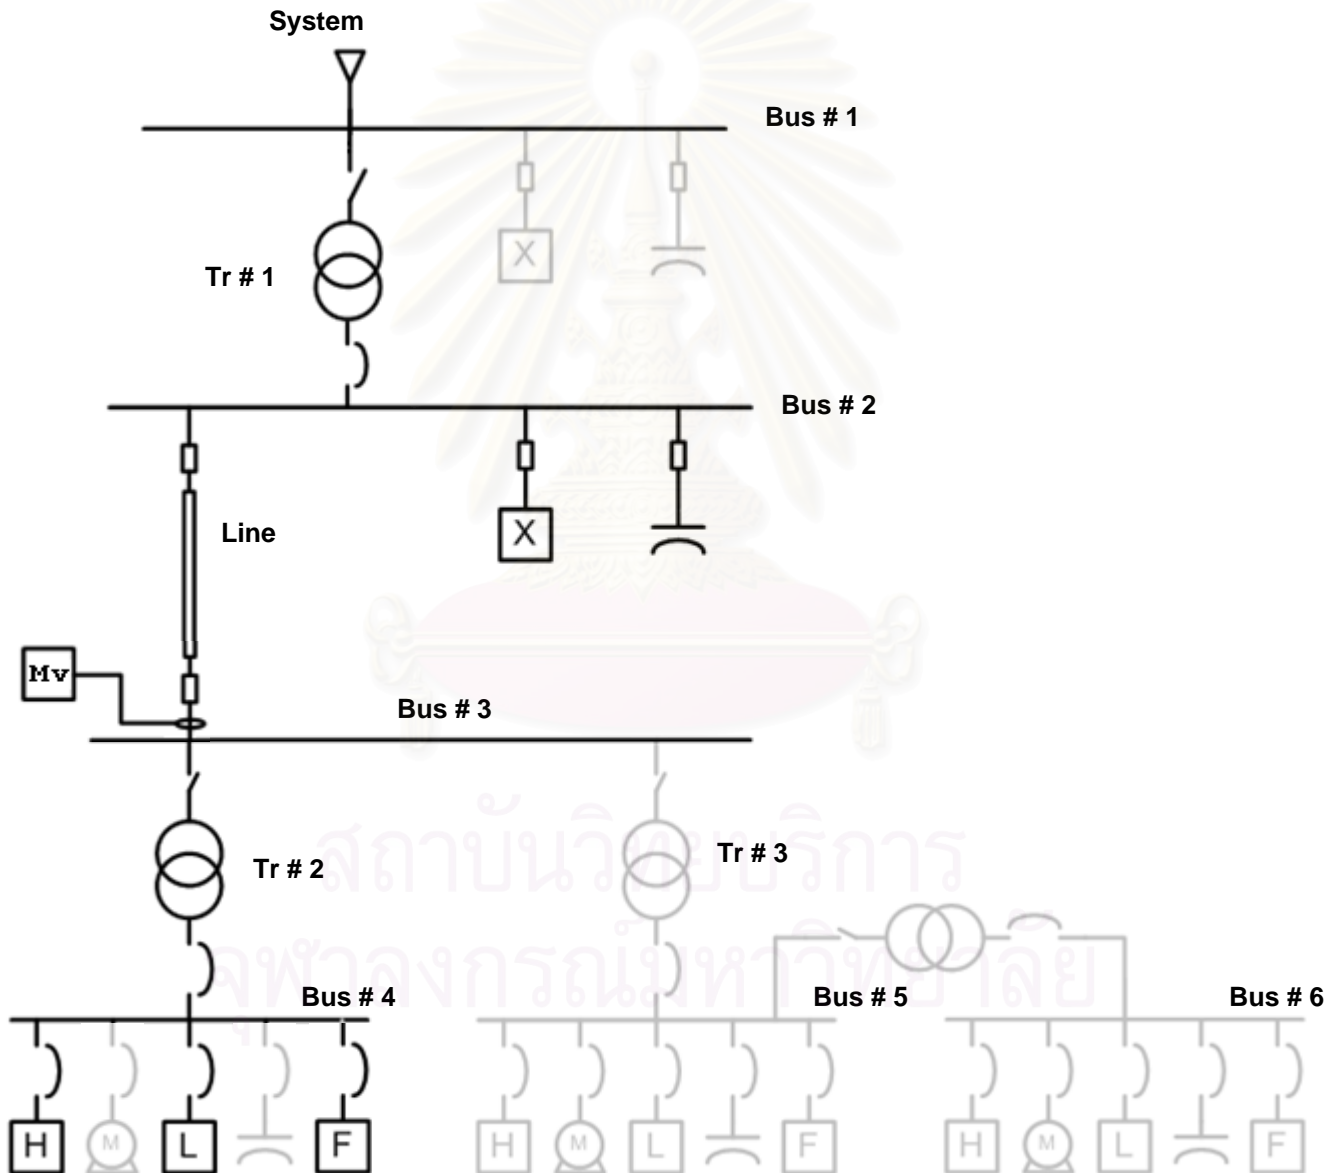 System
Bus # 1
X
Tr # 1
Bus # 2
Line
X
Mv
Bus # 3
Tr # 2
Tr # 3
สถาบันวิทยบริการ
จุฬาลงกรณ์มหาวิทยาลัย
Bus # 4
Bus # 5
Bus # 6
H M L F
H M L F
H M L F